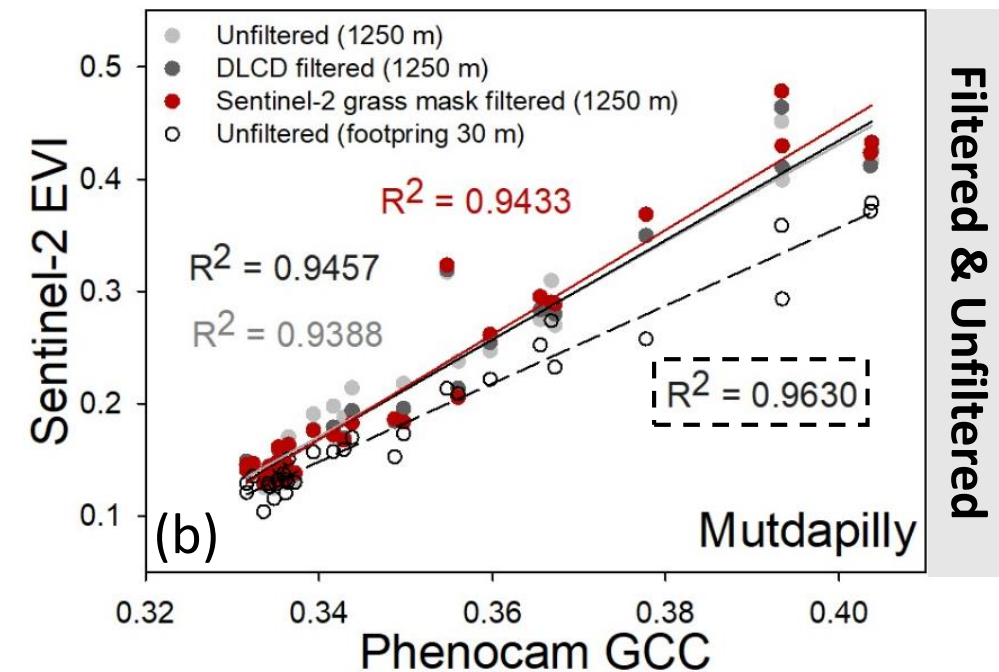 Unfiltered (1250 m)
DLCD filtered (1250 m)
Sentinel-2 grass mask filtered (1250 m)
Unfiltered (footpring 30 m)
R² = 0.9433
R² = 0.9457
R² = 0.9388
R² = 0.9630
(b)
Mutdapilly
Sentinel-2 EVI
0.5
0.4
0.3
0.2
0.1
0.32
0.34
0.36
0.38
0.40
Phenocam GCC
Filtered & Unfiltered